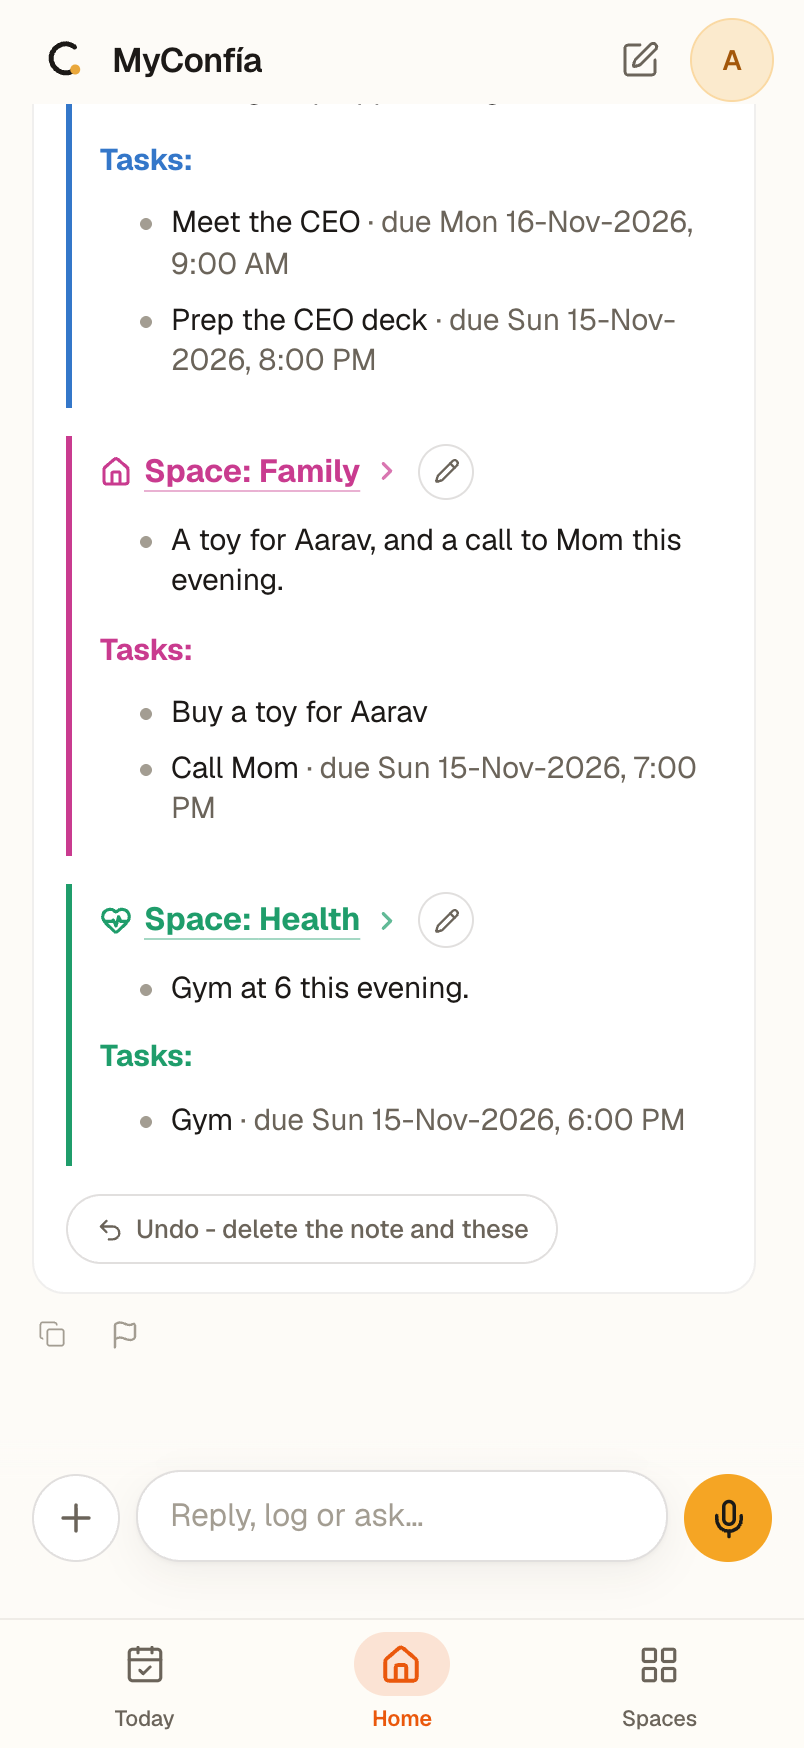 MyConfía
A
Tasks:
Meet the CEO · due Mon 16-Nov-2026,
9:00 AM
Prep the CEO deck · due Sun 15-Nov-
2026, 8:00 PM
Space: Family
A toy for Aarav, and a call to Mom this
evening.
Tasks:
Buy a toy for Aarav
Call Mom · due Sun 15-Nov-2026, 7:00
PM
Space: Health
Gym at 6 this evening.
Tasks:
Gym · due Sun 15-Nov-2026, 6:00 PM
Undo - delete the note and these
Reply, log or ask...
Today
Home
Spaces